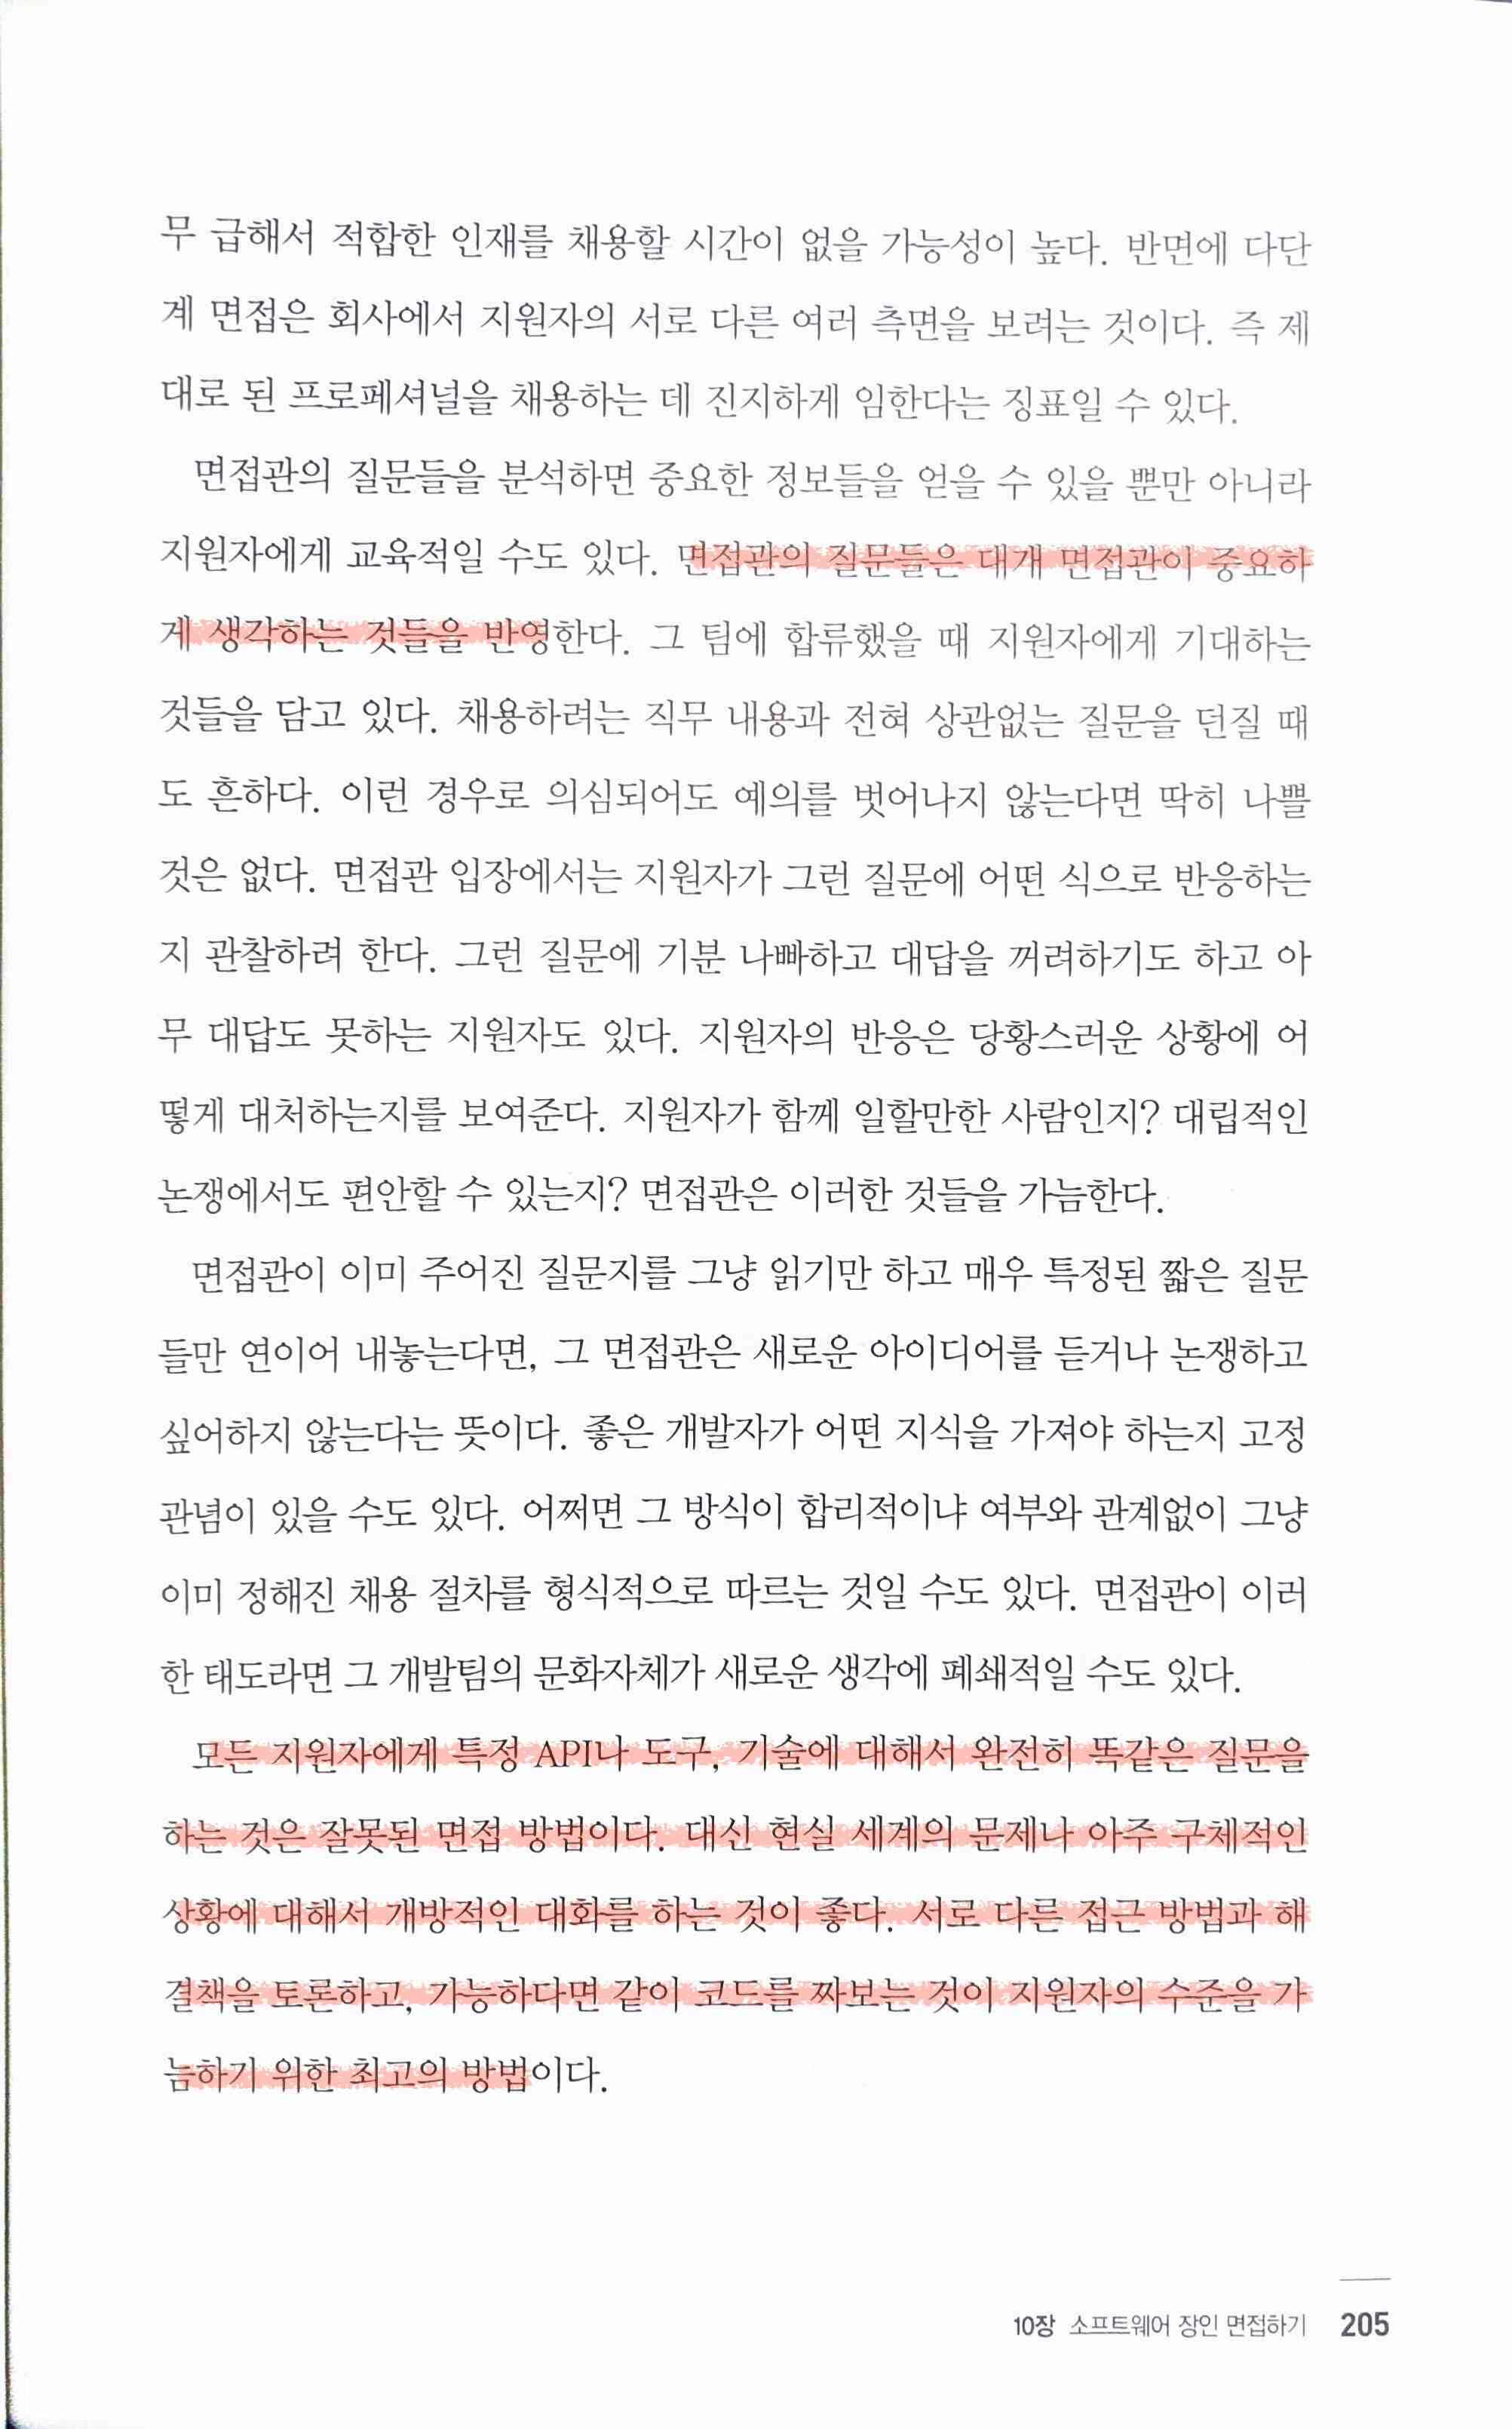 무 급해서 적합한 인재를 채용할 시간이 없을 가능성이 높다. 반면에 다단
계 면접은 회사에서 지원자의 서로 다른 여러 측면을 보려는 것이다. 즉 제
대로 된 프로페셔널을 채용하는 데 진지하게 임한다는 징표일 수 있다.
면접관의 질문들을 분석하면 중요한 정보들을 얻을 수 있을 뿐만 아니라
지원자에게 교육적일 수도 있다. 면접관의 질문들은 대개 면접관이 중요하
게 생각하는 것들을 반영한다. 그 팀에 합류했을 때 지원자에게 기대하는
것들을 담고 있다. 채용하려는 직무 내용과 전혀 상관없는 질문을 던질 때
도 흔하다. 이런 경우로 의심되어도 예의를 벗어나지 않는다면 딱히 나쁠
것은 없다. 면접관 입장에서는 지원자가 그런 질문에 어떤 식으로 반응하는
지 관찰하려 한다. 그런 질문에 기분 나빠하고 대답을 꺼려하기도 하고 아
무 대답도 못하는 지원자도 있다. 지원자의 반응은 당황스러운 상황에 어
떻게 대처하는지를 보여준다. 지원자가 함께 일할만한 사람인지? 대립적인
논쟁에서도 편안할 수 있는지? 면접관은 이러한 것들을 가늠한다.
면접관이 이미 주어진 질문지를 그냥 읽기만 하고 매우 특정된 짧은 질문
들만 연이어 내놓는다면, 그 면접관은 새로운 아이디어를 듣거나 논쟁하고
싶어하지 않는다는 뜻이다. 좋은 개발자가 어떤 지식을 가져야 하는지 고정
관념이 있을 수도 있다. 어쩌면 그 방식이 합리적이냐 여부와 관계없이 그냥
이미 정해진 채용 절차를 형식적으로 따르는 것일 수도 있다. 면접관이 이러
한 태도라면 그 개발팀의 문화자체가 새로운 생각에 폐쇄적일 수도 있다.
모든 지원자에게 특정 API나 도구, 기술에 대해서 완전히 똑같은 질문을
하는 것은 잘못된 면접 방법이다. 대신 현실 세계의 문제나 아주 구체적인
상황에 대해서 개방적인 대화를 하는 것이 좋다. 서로 다른 접근 방법과 해
결책을 토론하고, 가능하다면 같이 코드를 짜보는 것이 지원자의 수준을 가
늠하기 위한 최고의 방법이다.
10장 소프트웨어 장인 면접하기 205